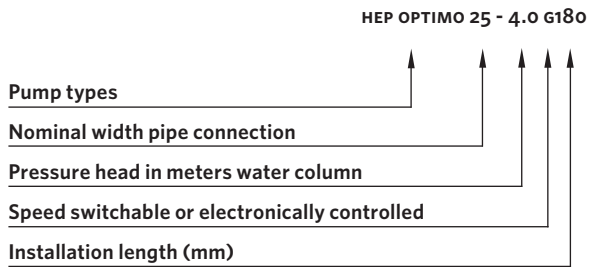 HEP OPTIMO 25 - 4.0 G180
Pump types
Nominal width pipe connection
Pressure head in meters water column
Speed switchable or electronically controlled
Installation length (mm)